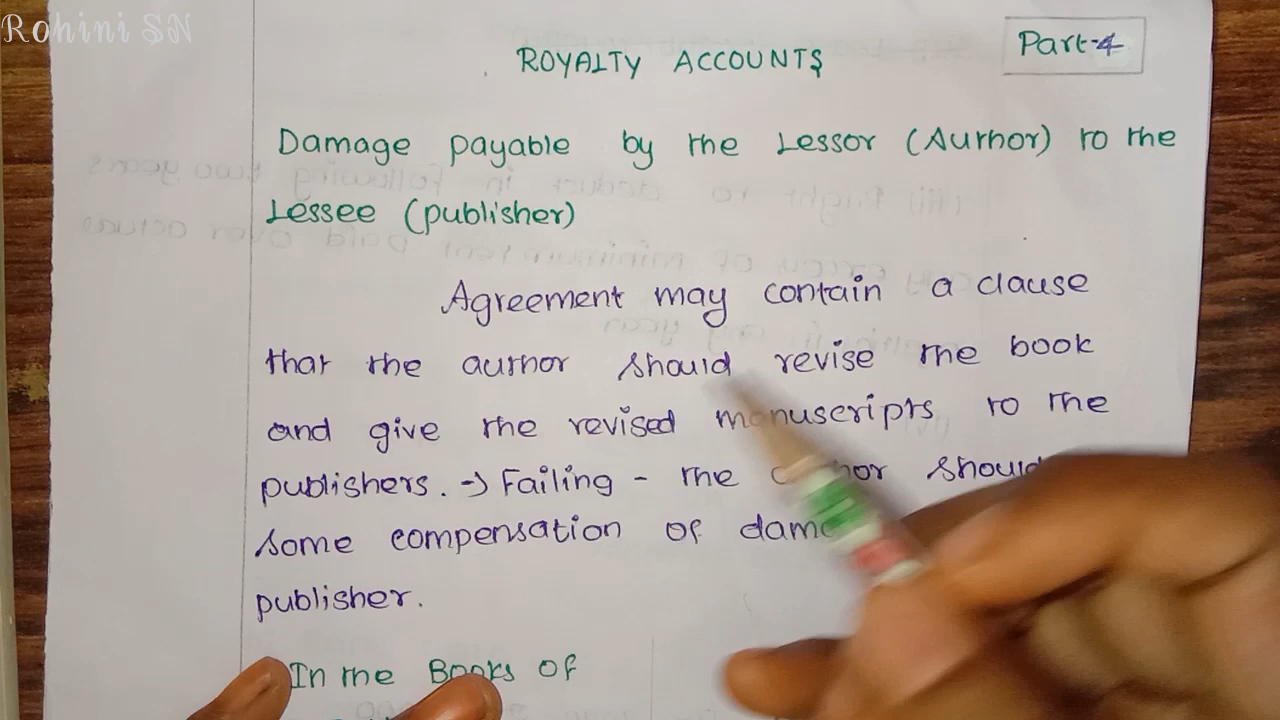 Rohini SN
ROYALTY ACCOUNTS
Part-4
Damage payable by the Lessor (Author) to the
Lessee (publisher)
Agreement may contain a clause
that the author should revise the book
and give the revised manuscripts to the
publishers. → Failing - the should
some compensation of
publisher.
In the Books of